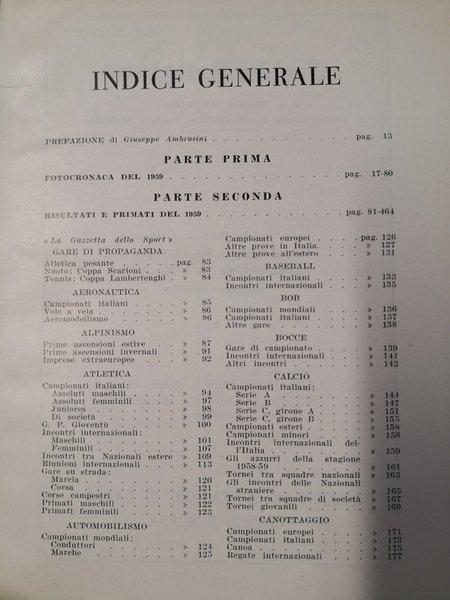 INDICE GENERALE
PREFAZIONE di Giuseppe Ambrosini . . . . . . . . . . . . pag. 13
PARTE PRIMA
FOTOCRONACA DEL 1959 . . . . . . . . . . . . pag. 17-80
PARTE SECONDA
RISULTATI E PRIMATI DEL 1959 . . . . . . . . . . . . pag. 81-464
« La Gazzetta dello Sport »
GARE DI PROPAGANDA
Atletica pesante . . . . pag. 83
Nuoto: Coppa Scarioni . . . » 83
Tennis: Coppa Lambertenghi . » 84
AERONAUTICA
Campionati italiani . . . . » 85
Volo a vela . . . . . » 86
Aeromodellismo . . . . » 86
ALPINISMO
Prime ascensioni estive . . » 87
Prime ascensioni invernali . » 91
Imprese extraeuropee . . . » 92
ATLETICA
Campionati italiani:
Assoluti maschili . . . » 94
Assoluti femminili . . . » 97
Juniores . . . . . » 98
Di società . . . . . » 99
G. P. Gioventù . . . . » 100
Incontri internazionali:
Maschili . . . . . » 101
Femminili . . . . . » 107
Incontri tra Nazionali estere » 109
Riunioni internazionali . . » 113
Gare su strada:
Marcia . . . . . » 120
Corsa . . . . . » 121
Corse campestri . . . . » 121
Primati maschili . . . . » 122
Primati femminili . . . . » 123
AUTOMOBILISMO
Campionati mondiali:
Conduttori . . . . . » 124
Marche . . . . . » 125
Campionati europei . . . . pag. 126
Altre prove in Italia . . . » 127
Altre prove all'estero . . . » 131
BASEBALL
Campionati italiani . . . . » 133
Incontri internazionali . . . » 135
BOB
Campionati mondiali . . . . » 136
Campionati italiani . . . . » 137
Altre gare . . . . . » 138
BOCCE
Gare di campionato . . . . » 139
Incontri internazionali . . . » 141
Altri incontri . . . . . » 142
CALCIO
Campionati italiani:
Serie A . . . . . » 144
Serie B . . . . . » 147
Serie C, girone A . . . . » 151
Serie C, girone B . . . . » 155
Campionati esteri . . . . » 158
Campionati minori . . . . » 158
Incontri internazionali del-
l'Italia . . . . . » 159
Gli azzurri della stagione
1958-59 . . . . . » 161
Tornei tra squadre nazionali » 163
Gli incontri delle Nazionali
straniere . . . . . » 165
Tornei tra squadre di società » 167
Tornei giovanili . . . . » 169
CANOTTAGGIO
Campionati europei . . . . » 171
Campionati italiani . . . . » 173
Canoa . . . . . » 175
Regate internazionali . . . » 177